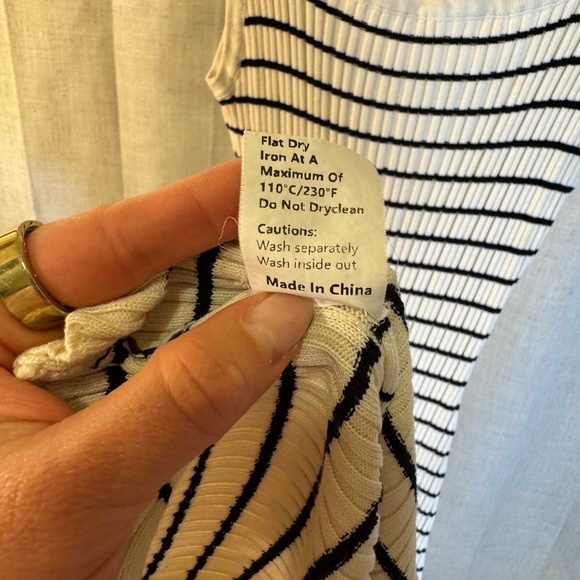 Flat Dry
Iron At A
Maximum Of
110°C/230°F
Do Not Dryclean
Cautions:
Wash separately
Wash inside out
Made In China